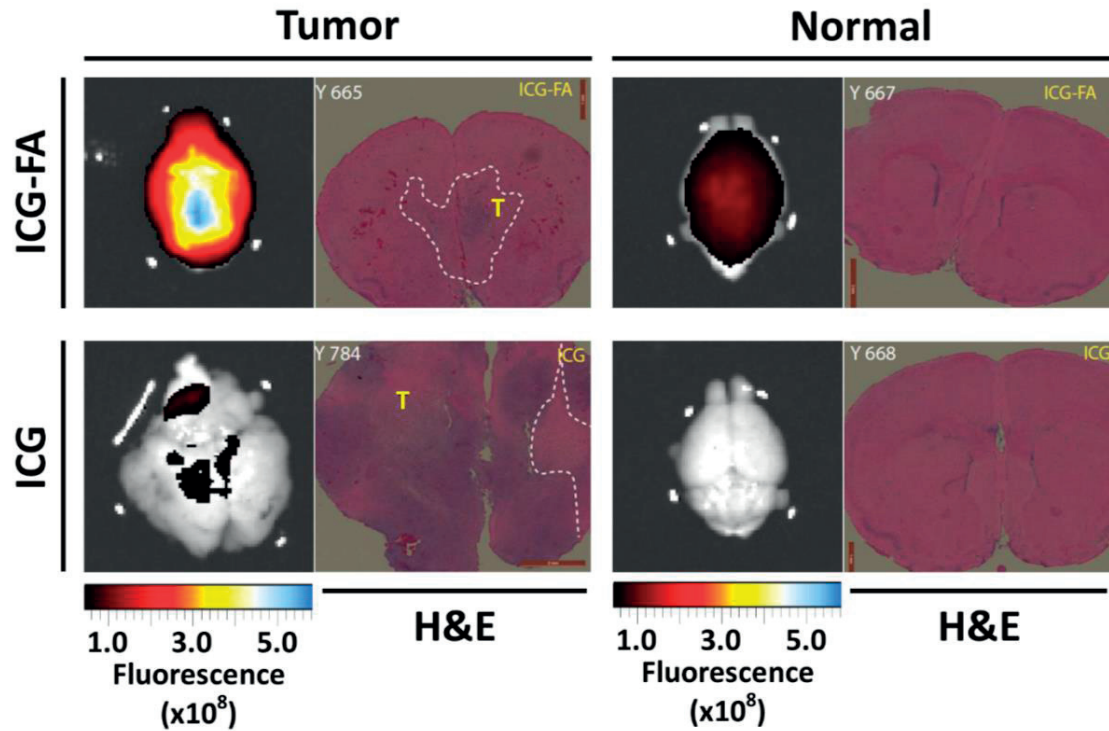 Tumor
Normal
ICG-FA
Y 665
ICG-FA
T
Y 667
ICG-FA
ICG
Y 784
ICG
T
Y 668
ICG
1.0 3.0 5.0
Fluorescence
(x10⁸)
H&E
1.0 3.0 5.0
Fluorescence
(x10⁸)
H&E